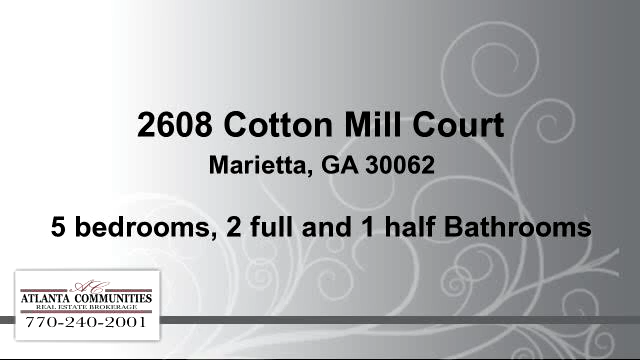 2608 Cotton Mill Court
Marietta, GA 30062
5 bedrooms, 2 full and 1 half Bathrooms
AC
ATLANTA COMMUNITIES
REAL ESTATE BROKERAGE
770-240-2001